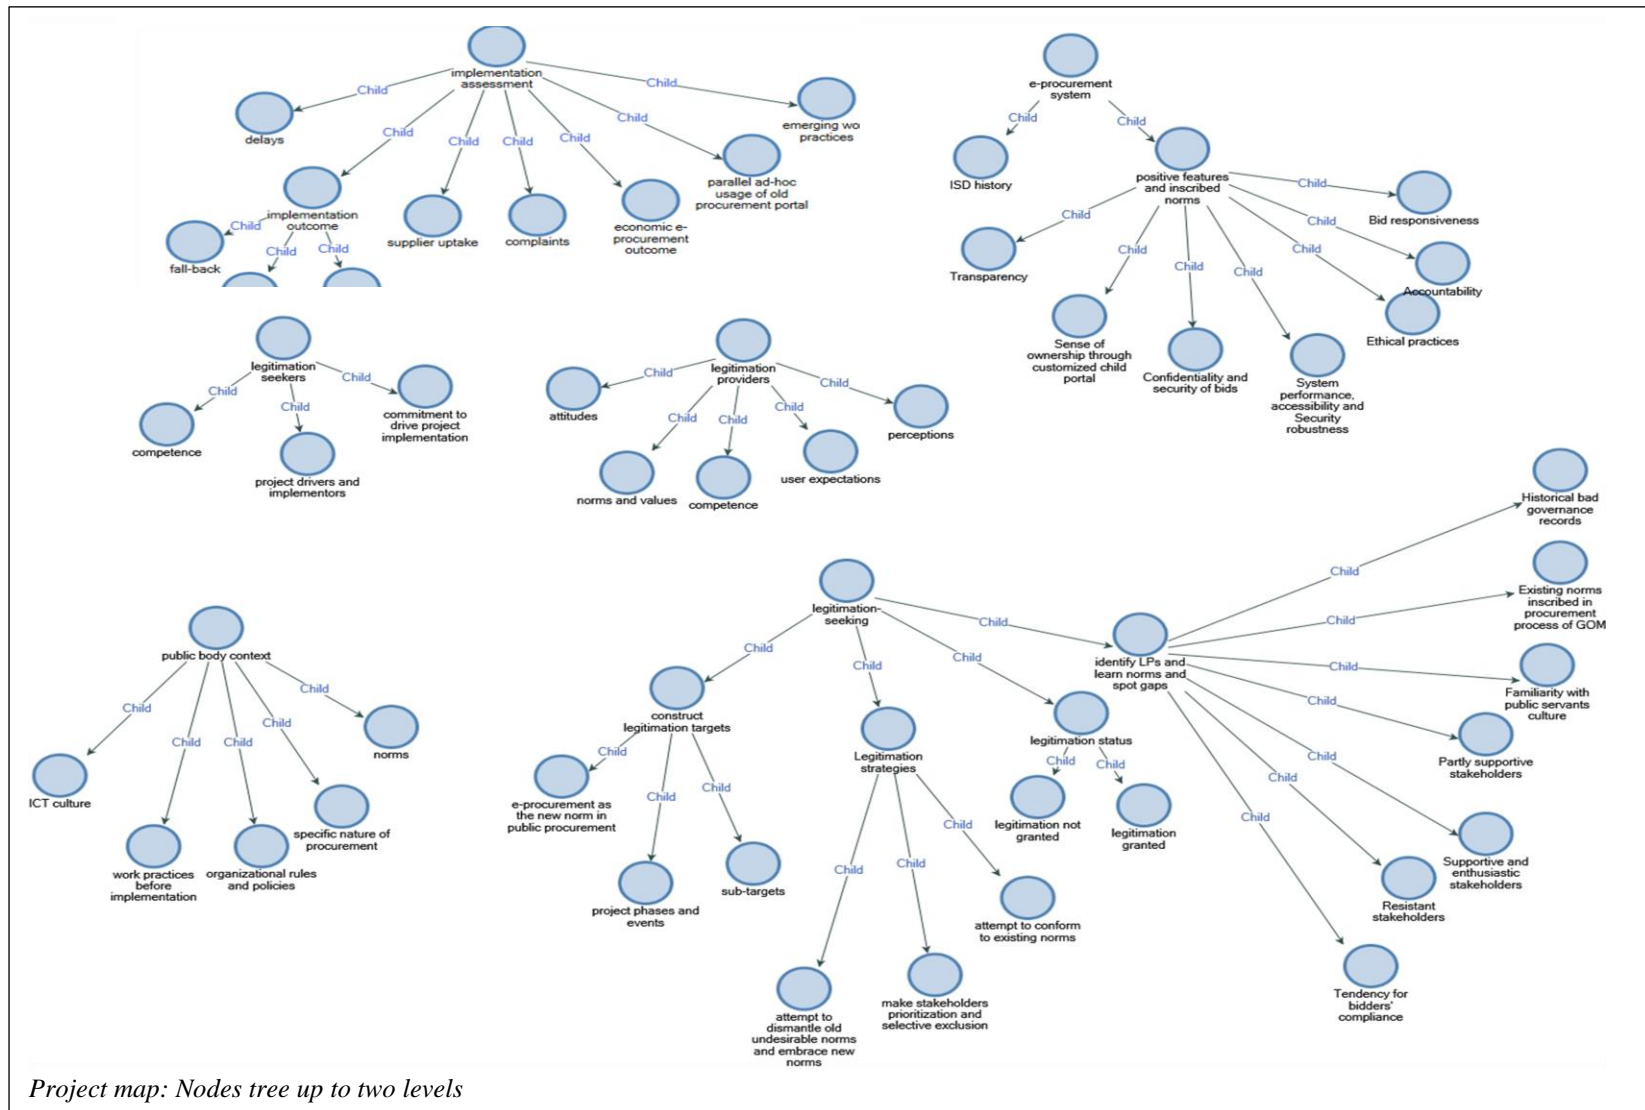 implementation
assessment
Child
Child
Child
Child
Child
Child
Child
delays
implementation
outcome
Child
Child
Child
fall-back
supplier uptake
complaints
economic e-
procurement
outcome
parallel ad-hoc
usage of old
procurement portal
emerging wo
practices
e-procurement
system
Child
Child
ISD history
positive features
and inscribed
norms
Child
Child
Child
Child
Child
Child
Child
Transparency
Sense of
ownership through
customized child
portal
Confidentiality and
security of bids
System
performance,
accessibility and
Security
robustness
Ethical practices
Accountability
Bid responsiveness
legitimation
seekers
Child
Child
Child
competence
project drivers and
implementors
commitment to
drive project
implementation
legitimation
providers
Child
Child
Child
Child
Child
attitudes
norms and values
competence
user expectations
perceptions
public body context
Child
Child
Child
Child
Child
ICT culture
work practices
before
implementation
organizational rules
and policies
specific nature of
procurement
norms
legitimation-
seeking
Child
Child
Child
Child
construct
legitimation targets
Child
Child
Child
e-procurement as
the new norm in
public procurement
project phases and
events
sub-targets
Legitimation
strategies
Child
Child
Child
attempt to
dismantle old
undesirable norms
and embrace new
norms
make stakeholders
prioritization and
selective exclusion
attempt to conform
to existing norms
legitimation status
Child
Child
legitimation not
granted
legitimation
granted
identify LPs and
learn norms and
spot gaps
Child
Child
Child
Child
Child
Child
Child
Historical bad
governance
records
Existing norms
inscribed in
procurement
process of GOM
Familiarity with
public servants
culture
Partly supportive
stakeholders
Supportive and
enthusiastic
stakeholders
Resistant
stakeholders
Tendency for
bidders'
compliance
Project map: Nodes tree up to two levels